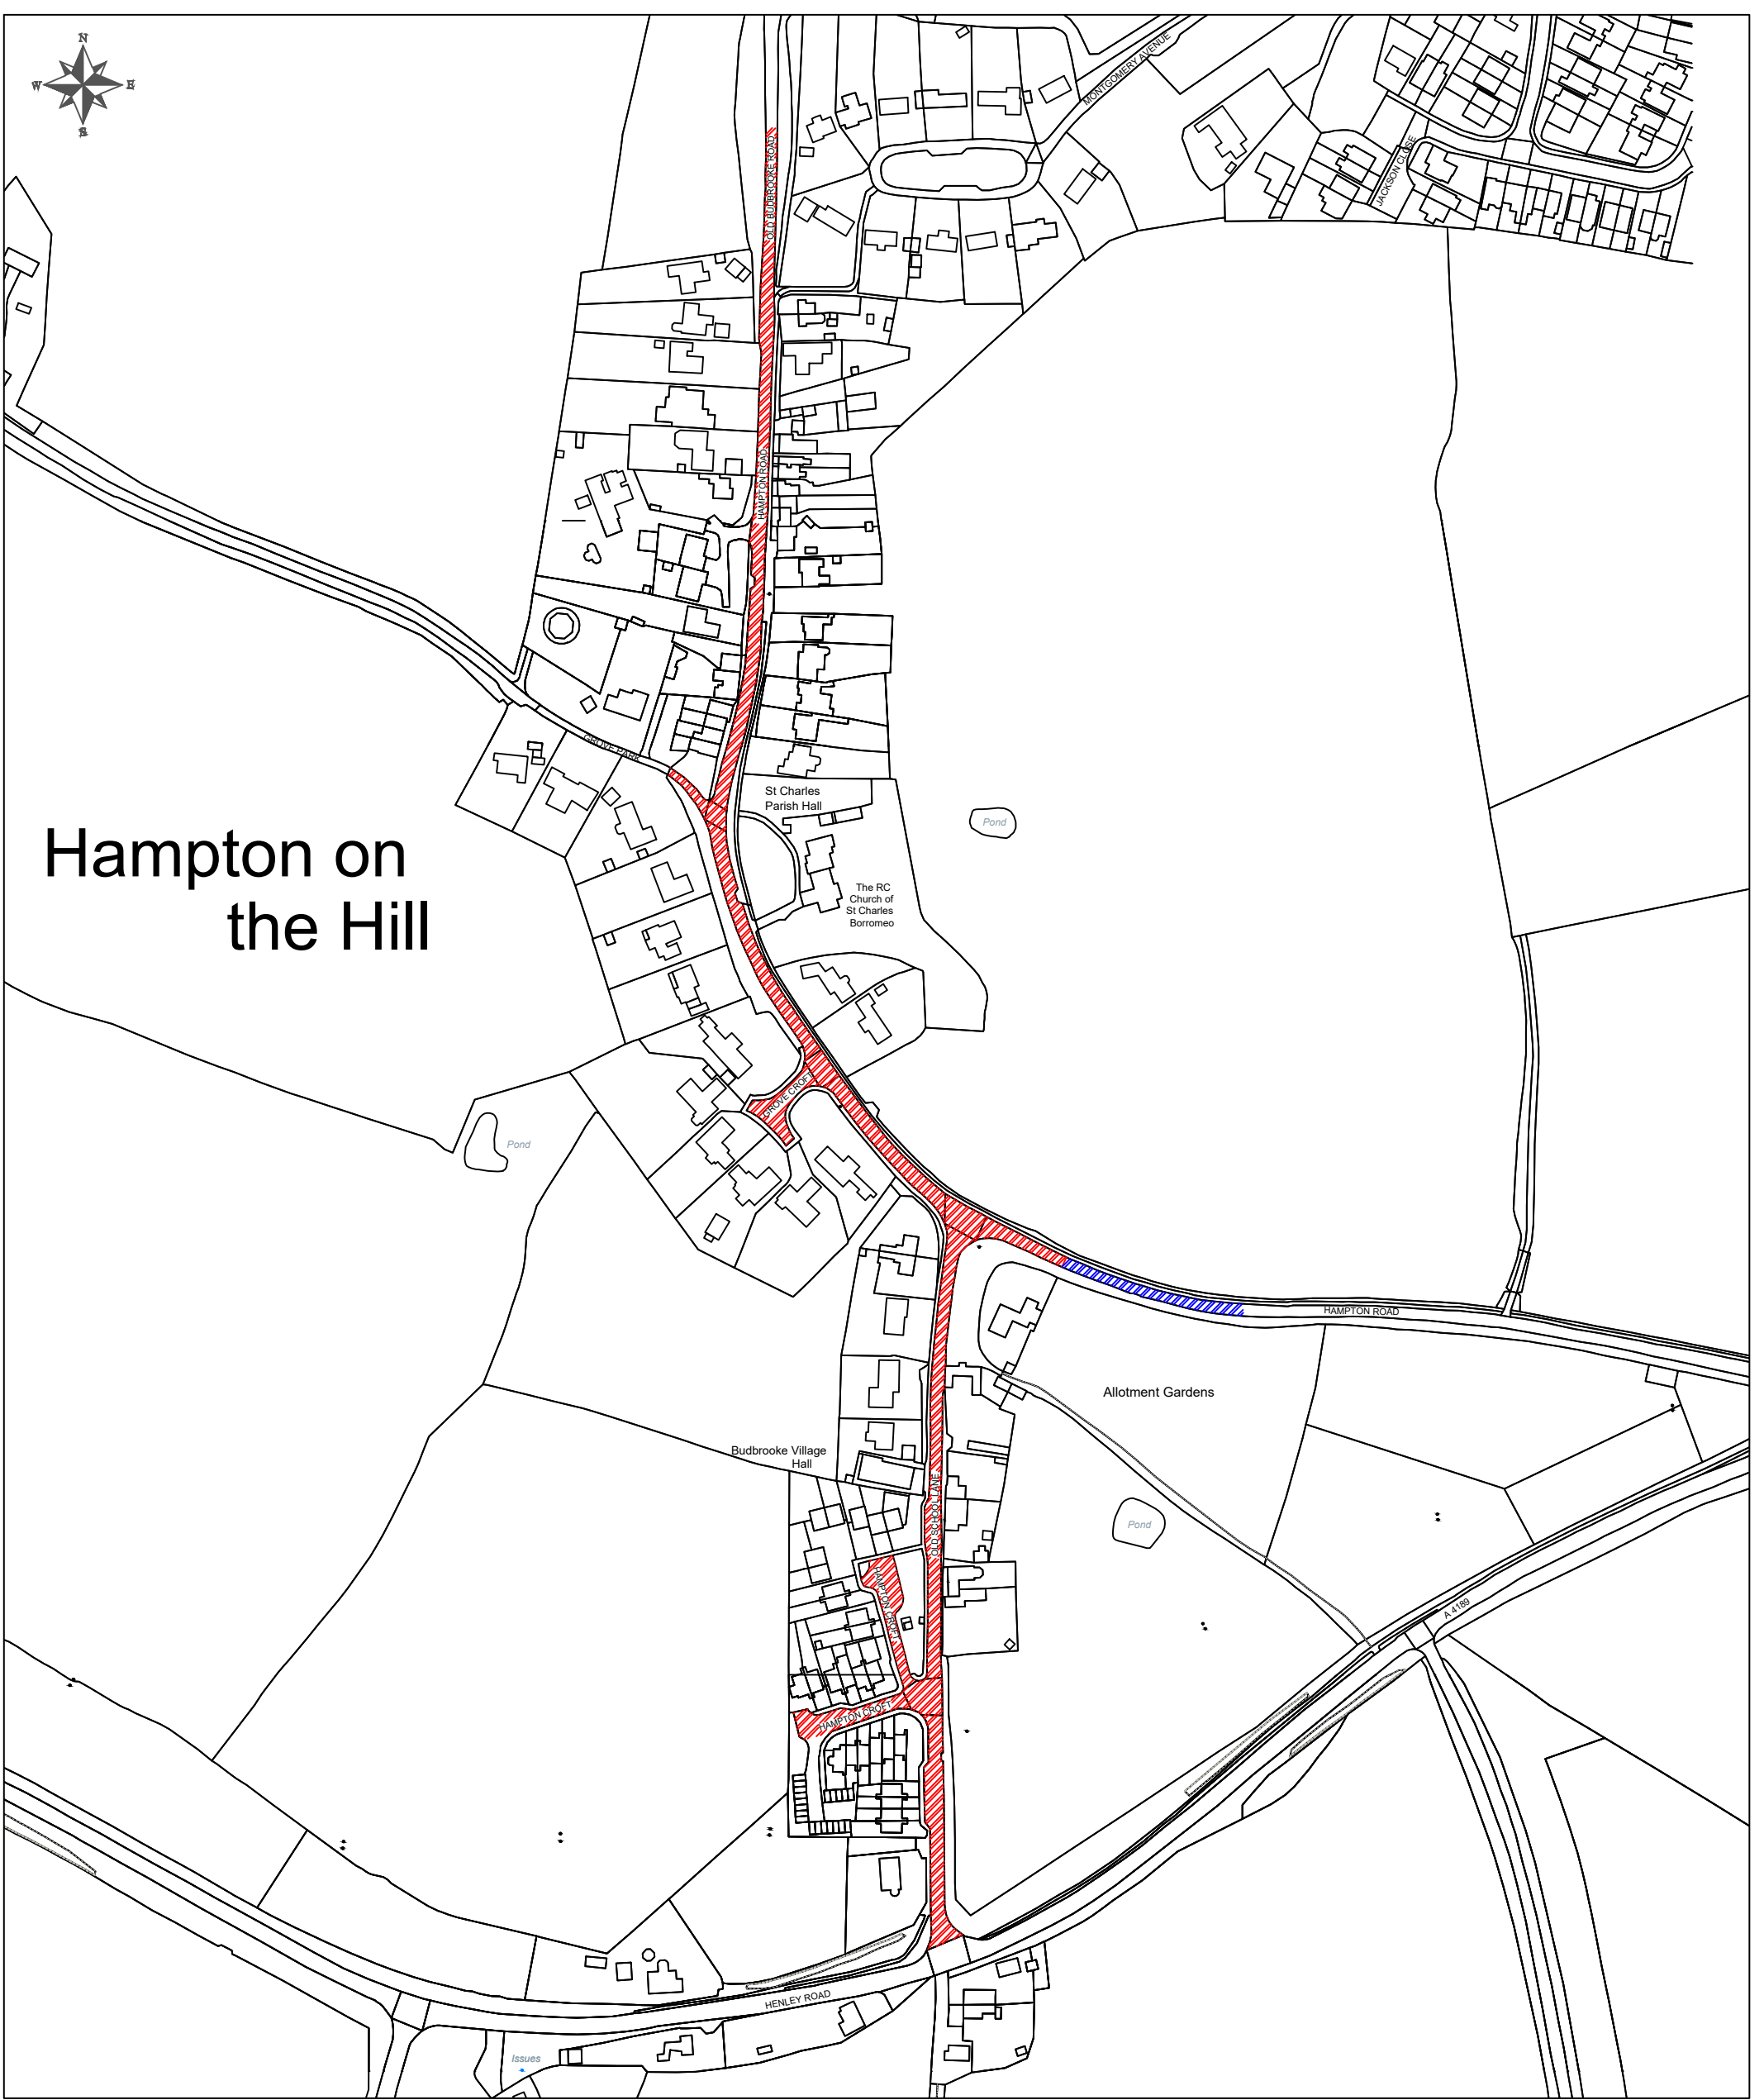 N
W E
S
MONTGOMERY AVENUE
JACKSON CLOSE
OLD BUDBROOKE ROAD
HAMPTON ROAD
GROVE PARK
St Charles
Parish Hall
Pond
Hampton on
the Hill
The RC
Church of
St Charles
Borromeo
GROVE CROFT
Pond
HAMPTON ROAD
Allotment Gardens
Budbrooke Village
Hall
OLD SCHOOL LANE
Pond
HAMPTON CROFT
A 4189
HAMPTON CROFT
HENLEY ROAD
Issues